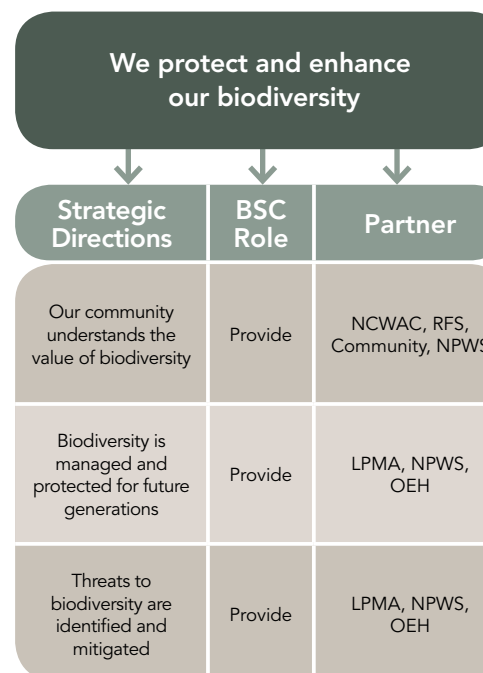 We protect and enhance
our biodiversity
Strategic
Directions
BSC
Role
Partner
Our community
understands the
value of biodiversity
Provide
NCWAC, RFS,
Community, NPWS
Biodiversity is
managed and
protected for future
generations
Provide
LPMA, NPWS,
OEH
Threats to
biodiversity are
identified and
mitigated
Provide
LPMA, NPWS,
OEH